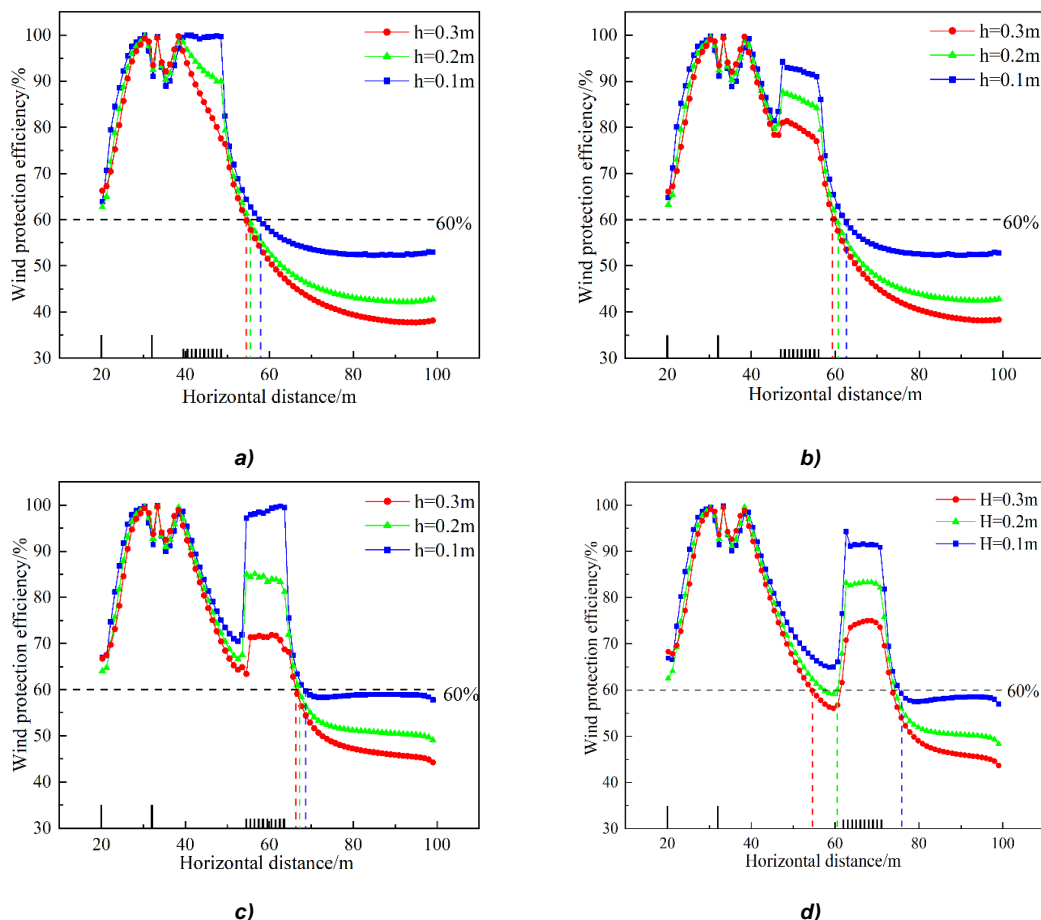 100
90
80
70
60
50
40
30
Wind protection efficiency/%
h=0.3m
h=0.2m
h=0.1m
60%
20 40 60 80 100
Horizontal distance/m
a)
100
90
80
70
60
50
40
30
Wind protection efficiency/%
h=0.3m
h=0.2m
h=0.1m
60%
20 40 60 80 100
Horizontal distance/m
b)
100
90
80
70
60
50
40
30
Wind protection efficiency/%
h=0.3m
h=0.2m
h=0.1m
60%
20 40 60 80 100
Horizontal distance/m
c)
100
90
80
70
60
50
40
30
Wind protection efficiency/%
H=0.3m
H=0.2m
H=0.1m
60%
20 40 60 80 100
Horizontal distance/m
d)